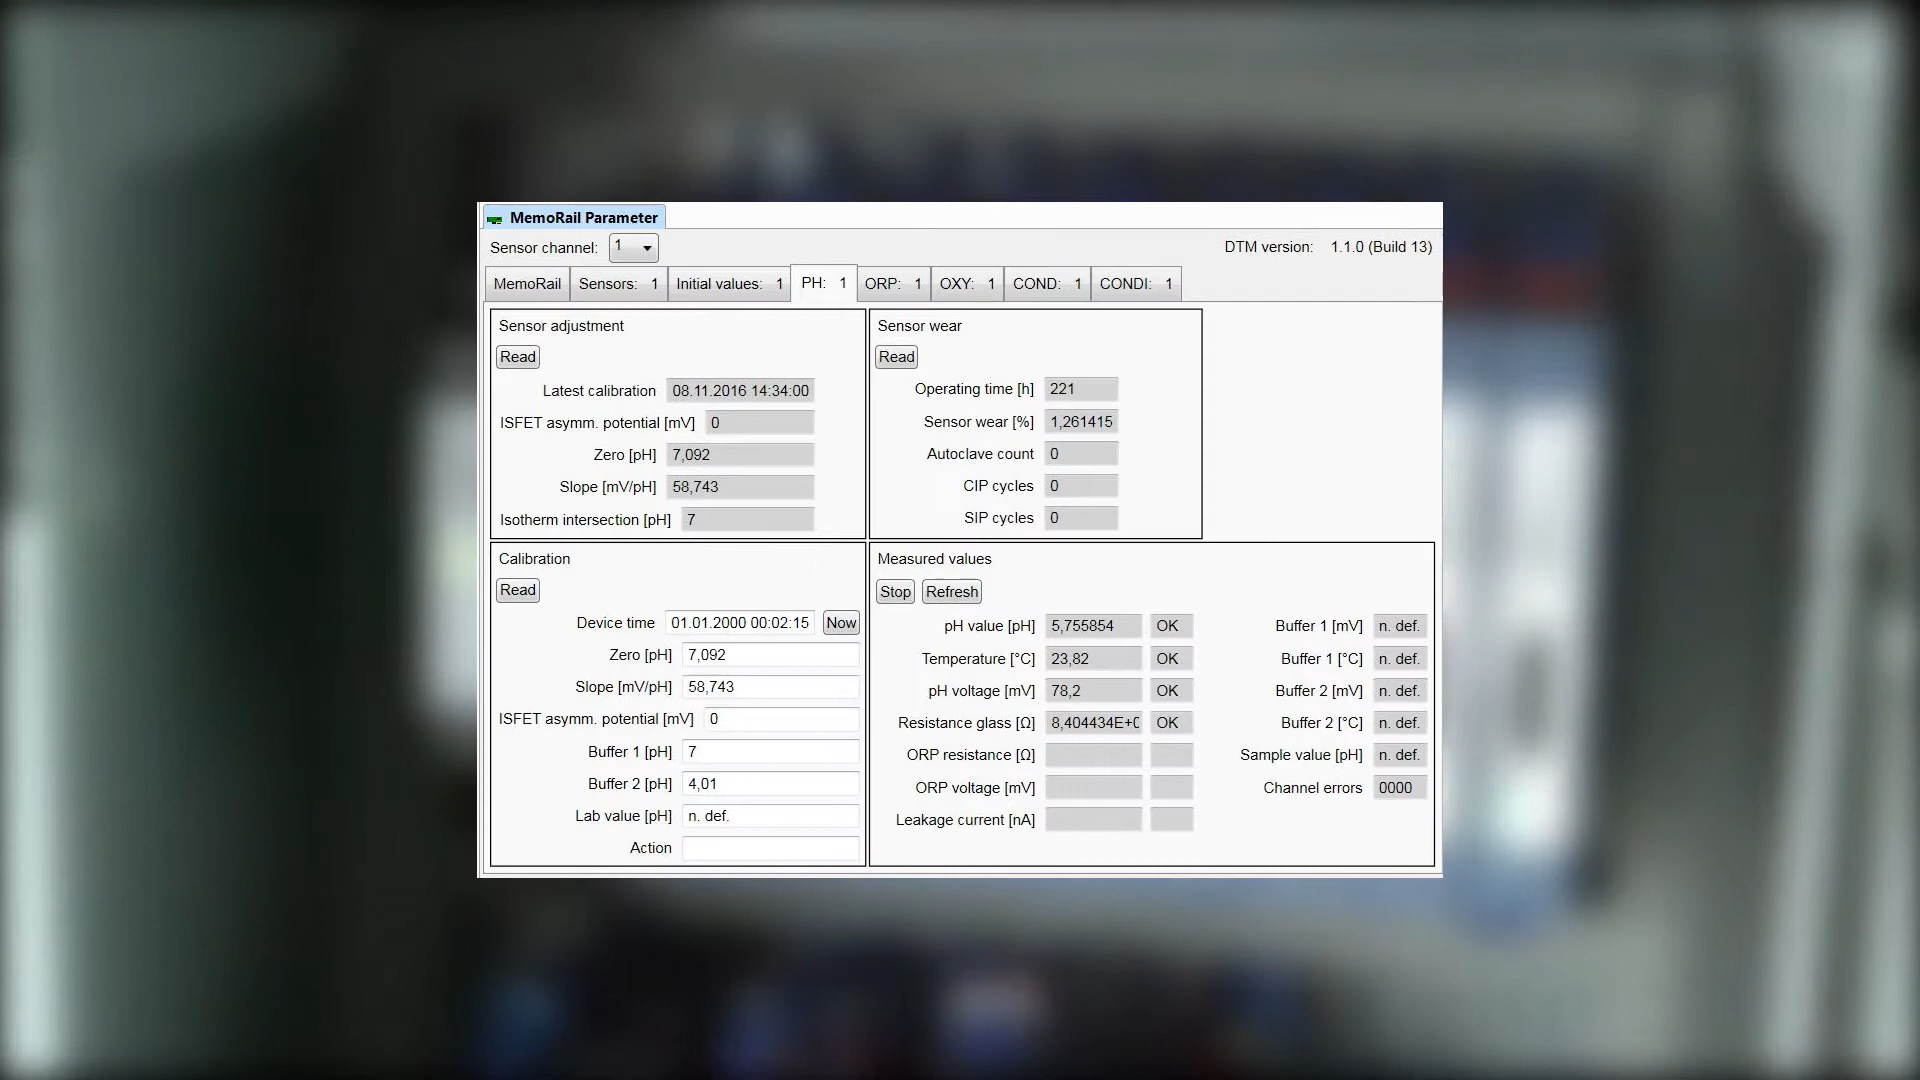 MemoRail Parameter
Sensor channel: 1
DTM version: 1.1.0 (Build 13)
MemoRail Sensors: 1 Initial values: 1 PH: 1 ORP: 1 OXY: 1 COND: 1 CONDI: 1
Sensor adjustment
Read
Latest calibration 08.11.2016 14:34:00
ISFET asymm. potential [mV] 0
Zero [pH] 7,092
Slope [mV/pH] 58,743
Isotherm intersection [pH] 7
Sensor wear
Read
Operating time [h] 221
Sensor wear [%] 1,261415
Autoclave count 0
CIP cycles 0
SIP cycles 0
Calibration
Read
Device time 01.01.2000 00:02:15 Now
Zero [pH] 7,092
Slope [mV/pH] 58,743
ISFET asymm. potential [mV] 0
Buffer 1 [pH] 7
Buffer 2 [pH] 4,01
Lab value [pH] n. def.
Action
Measured values
Stop Refresh
pH value [pH] 5,755854 OK
Temperature [°C] 23,82 OK
pH voltage [mV] 78,2 OK
Resistance glass [Ω] 8,404434E+0 OK
ORP resistance [Ω]
ORP voltage [mV]
Leakage current [nA]
Buffer 1 [mV] n. def.
Buffer 1 [°C] n. def.
Buffer 2 [mV] n. def.
Buffer 2 [°C] n. def.
Sample value [pH] n. def.
Channel errors 0000